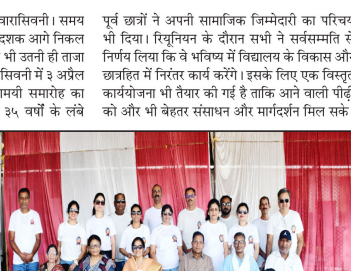 वारासिवनी। समय
दशक आगे निकल
भी उतनी ही ताजा
सिवनी में ३ अप्रैल
मयी समारोह का
३५ वर्षों के लंबे
पूर्व छात्रों ने अपनी सामाजिक जिम्मेदारी का परिचय
भी दिया। रियूनियन के दौरान सभी ने सर्वसम्मति से
निर्णय लिया कि वे भविष्य में विद्यालय के विकास और
छात्रहित में निरंतर कार्य करेंगे। इसके लिए एक विस्तृत
कार्ययोजना भी तैयार की गई है ताकि आने वाली पीढ़ी
को और भी बेहतर संसाधन और मार्गदर्शन मिल सके